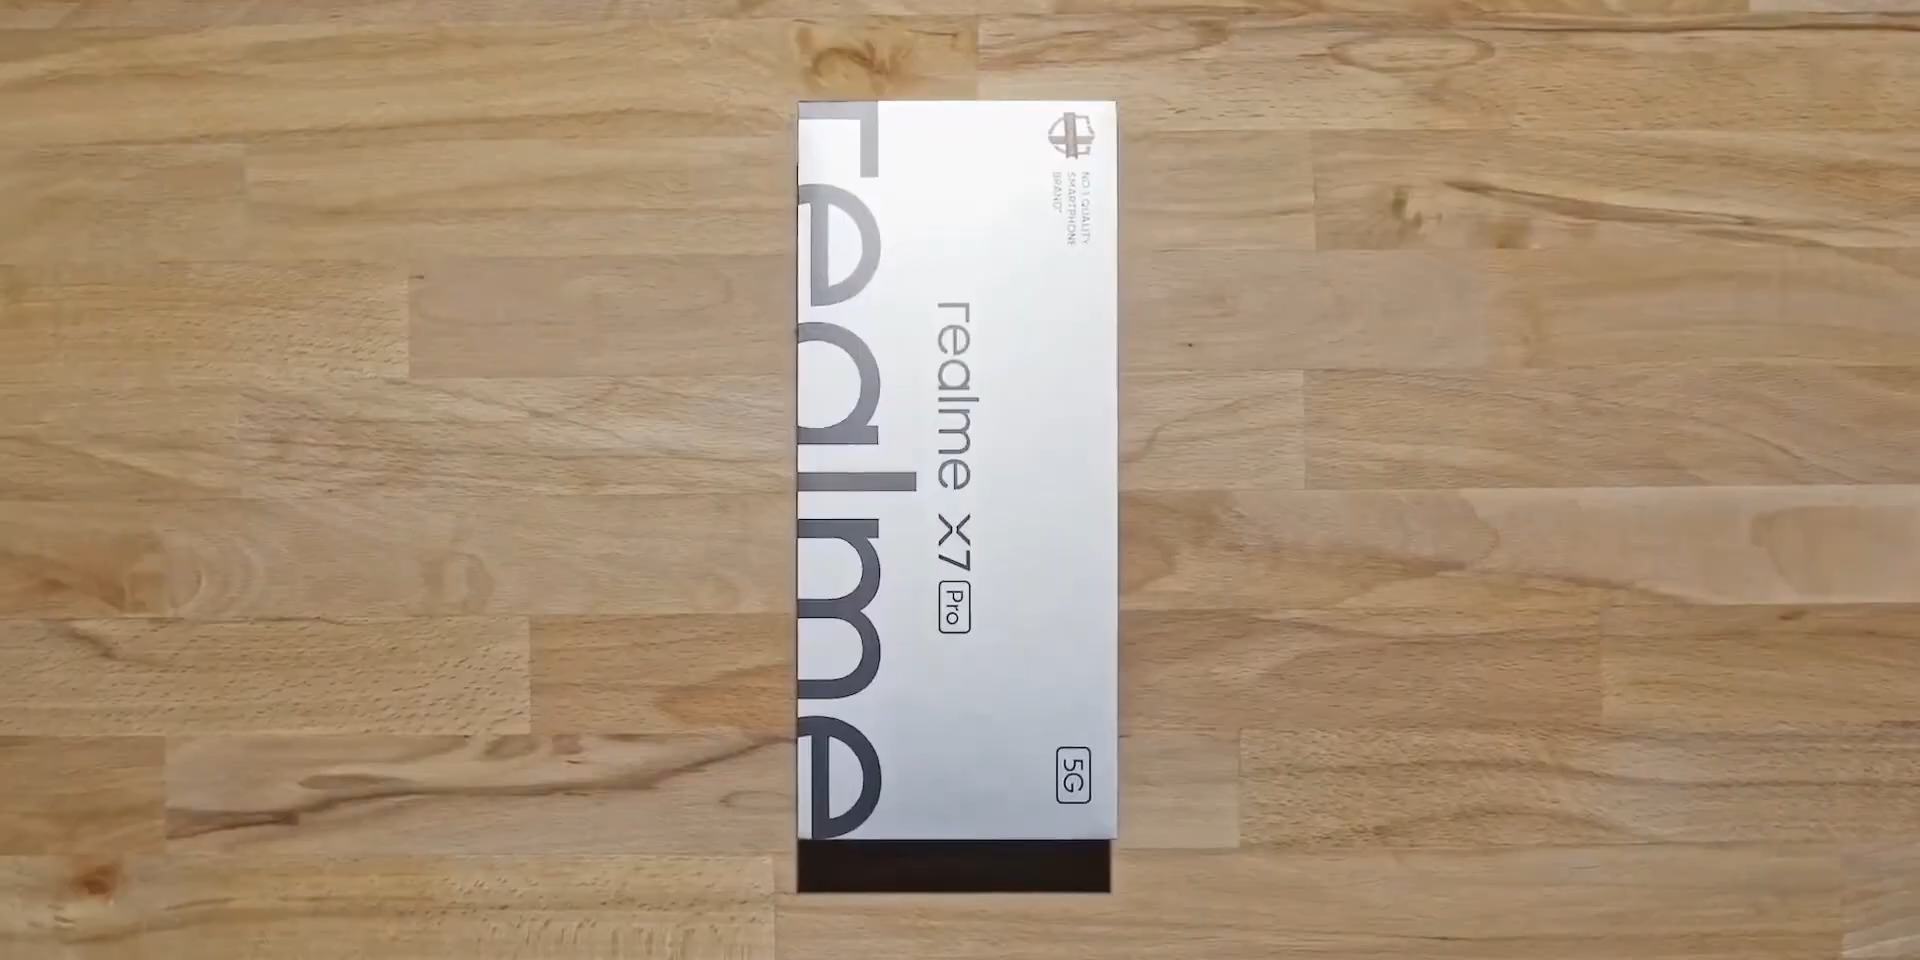 NO.1 QUALITY
SMARTPHONE
BRAND*
realme X7 Pro
realme
5G